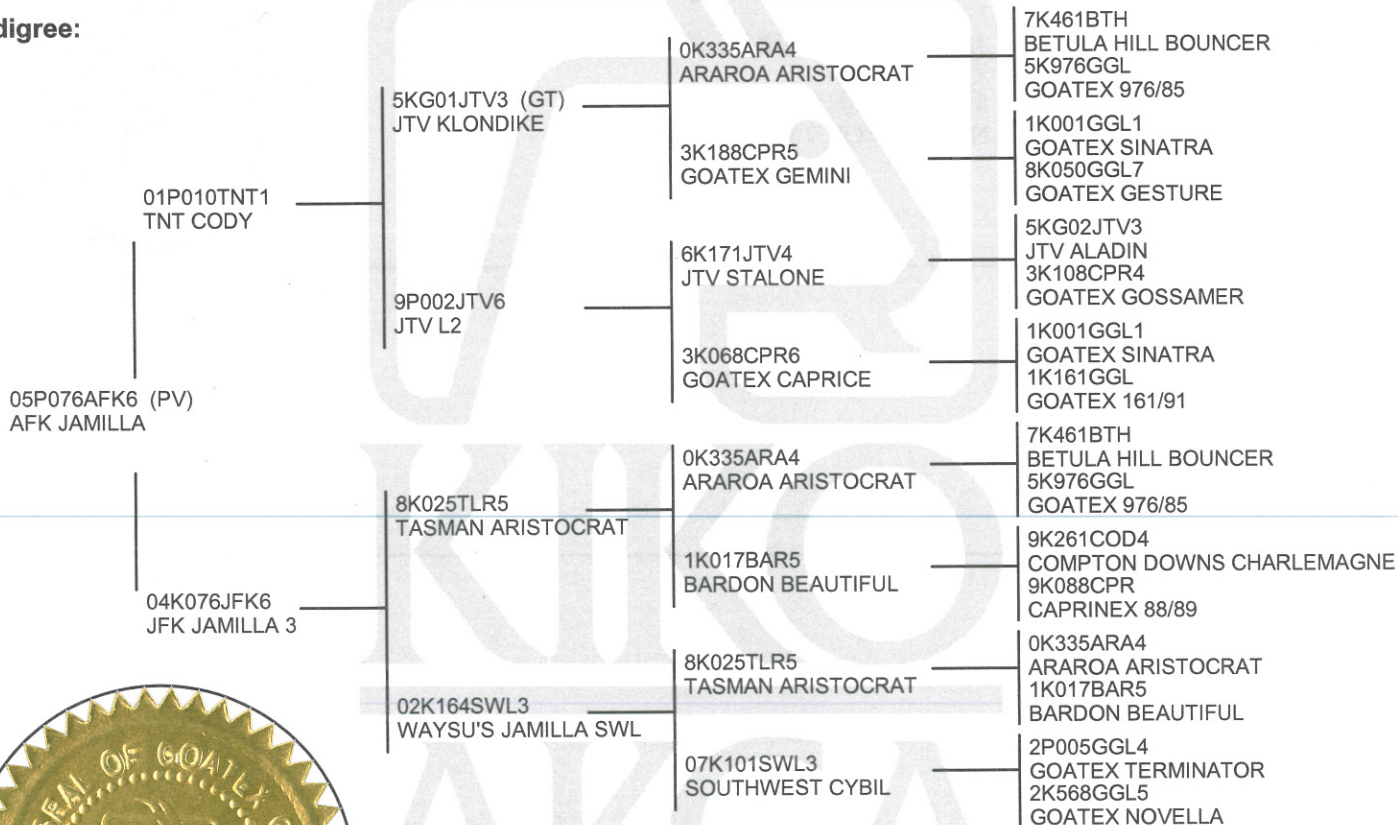 digree:
05P076AFK6 (PV)
AFK JAMILLA
01P010TNT1
TNT CODY
04K076JFK6
JFK JAMILLA 3
5KG01JTV3 (GT)
JTV KLONDIKE
9P002JTV6
JTV L2
8K025TLR5
TASMAN ARISTOCRAT
02K164SWL3
WAYSU'S JAMILLA SWL
0K335ARA4
ARAROA ARISTOCRAT
3K188CPR5
GOATEX GEMINI
6K171JTV4
JTV STALONE
3K068CPR6
GOATEX CAPRICE
0K335ARA4
ARAROA ARISTOCRAT
1K017BAR5
BARDON BEAUTIFUL
8K025TLR5
TASMAN ARISTOCRAT
07K101SWL3
SOUTHWEST CYBIL
7K461BTH
BETULA HILL BOUNCER
5K976GGL
GOATEX 976/85
1K001GGL1
GOATEX SINATRA
8K050GGL7
GOATEX GESTURE
5KG02JTV3
JTV ALADIN
3K108CPR4
GOATEX GOSSAMER
1K001GGL1
GOATEX SINATRA
1K161GGL
GOATEX 161/91
7K461BTH
BETULA HILL BOUNCER
5K976GGL
GOATEX 976/85
9K261COD4
COMPTON DOWNS CHARLEMAGNE
9K088CPR
CAPRINEX 88/89
0K335ARA4
ARAROA ARISTOCRAT
1K017BAR5
BARDON BEAUTIFUL
2P005GGL4
GOATEX TERMINATOR
2K568GGL5
GOATEX NOVELLA
KIKO
AKGA
SEAL OF GOATEX